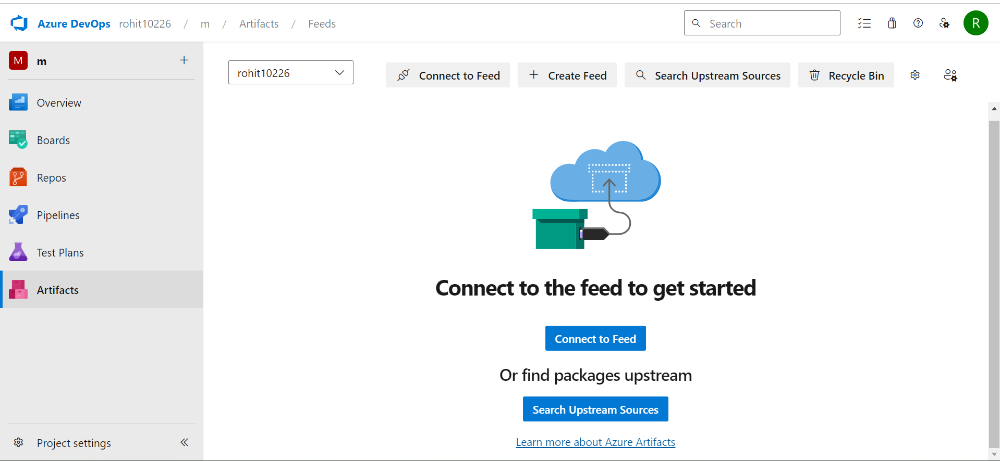 Azure DevOps rohit10226 / m / Artifacts / Feeds
Search
R
M m
Overview
Boards
Repos
Pipelines
Test Plans
Artifacts
Project settings
rohit10226
Connect to Feed
Create Feed
Search Upstream Sources
Recycle Bin
Connect to the feed to get started
Connect to Feed
Or find packages upstream
Search Upstream Sources
Learn more about Azure Artifacts